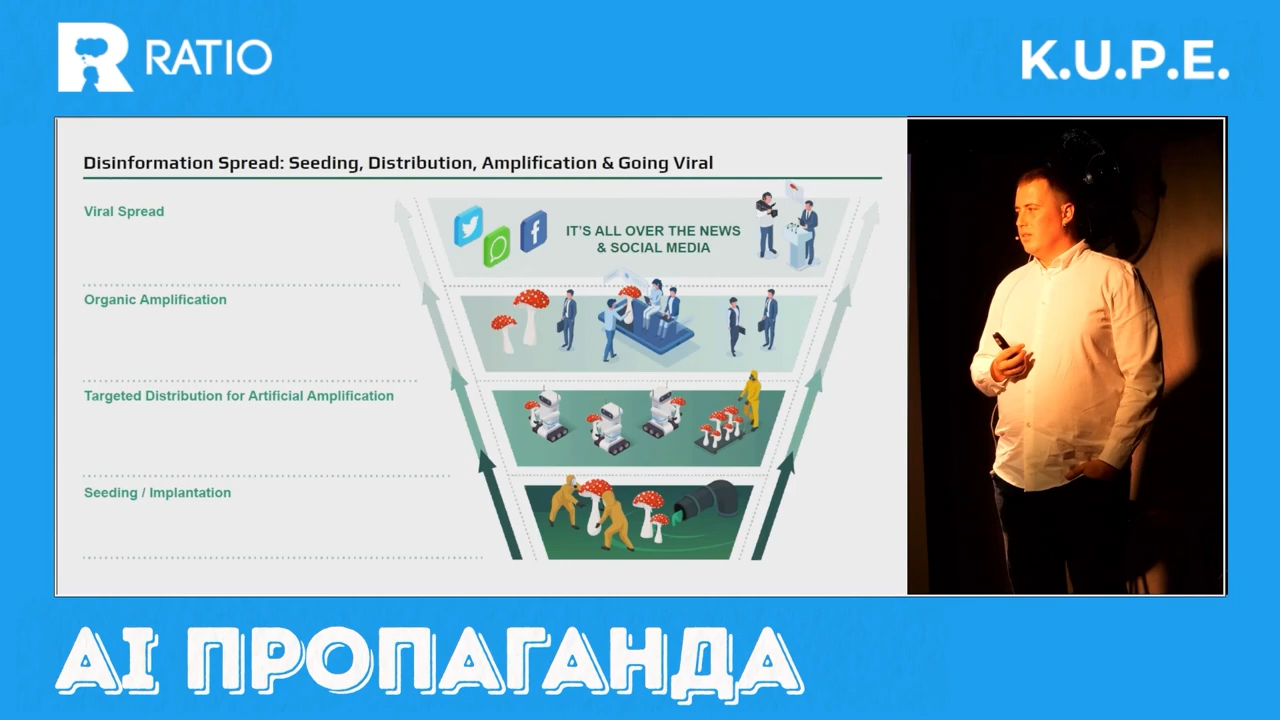 RATIO
K.U.P.E.
Disinformation Spread: Seeding, Distribution, Amplification & Going Viral
Viral Spread
IT'S ALL OVER THE NEWS
& SOCIAL MEDIA
Organic Amplification
Targeted Distribution for Artificial Amplification
Seeding / Implantation
AI ПРОПАГАНДА